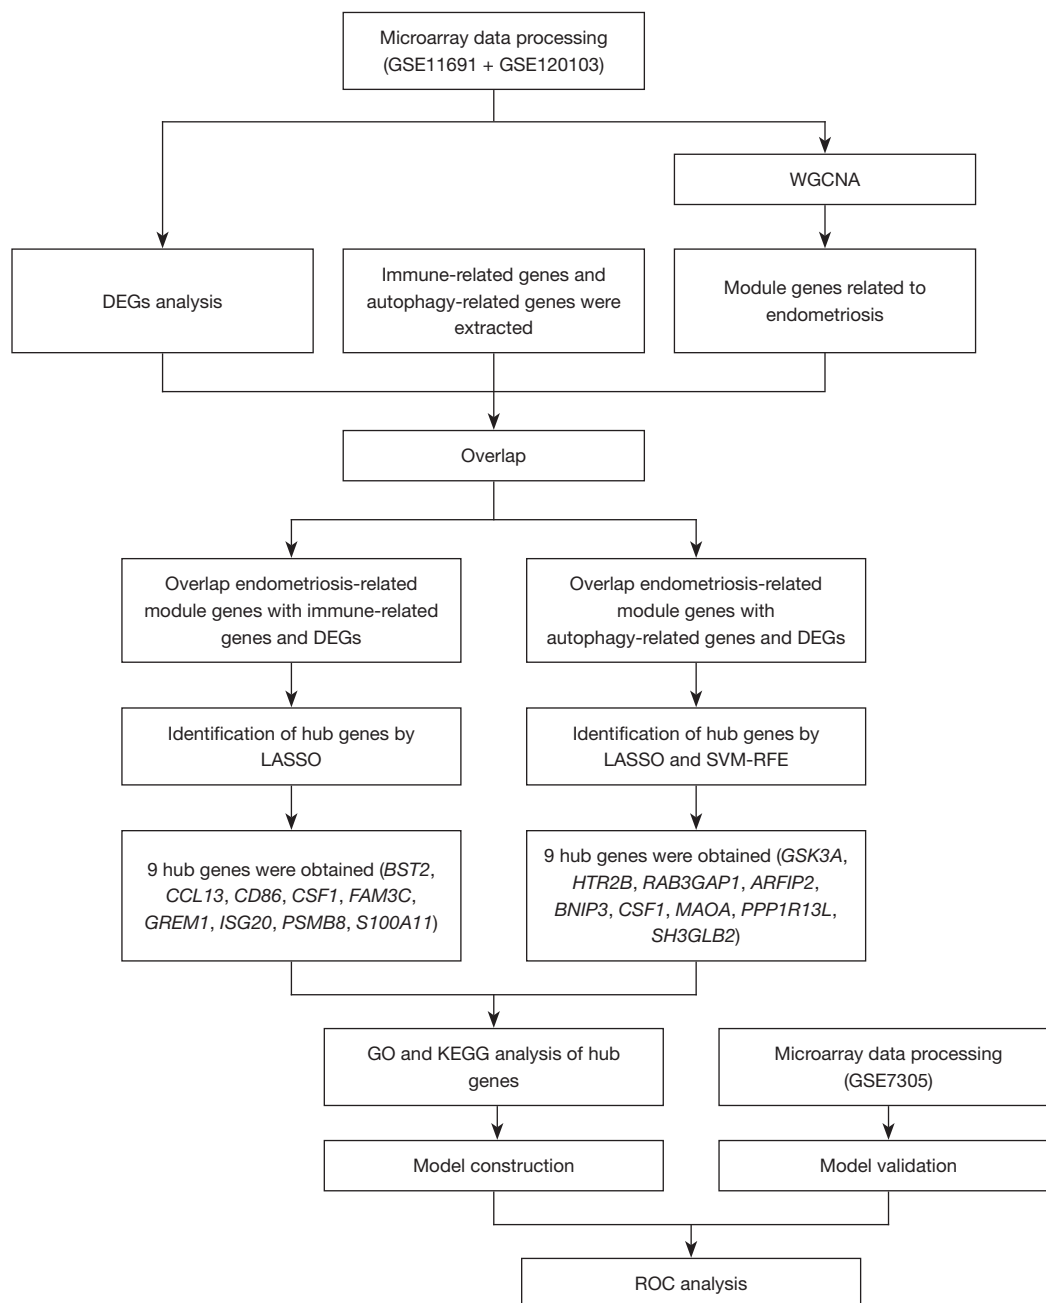 Microarray data processing
(GSE11691 + GSE120103)
WGCNA
DEGs analysis
Immune-related genes and
autophagy-related genes were
extracted
Module genes related to
endometriosis
Overlap
Overlap endometriosis-related
module genes with immune-related
genes and DEGs
Overlap endometriosis-related
module genes with
autophagy-related genes and DEGs
Identification of hub genes by
LASSO
Identification of hub genes by
LASSO and SVM-RFE
9 hub genes were obtained (BST2,
CCL13, CD86, CSF1, FAM3C,
GREM1, ISG20, PSMB8, S100A11)
9 hub genes were obtained (GSK3A,
HTR2B, RAB3GAP1, ARFIP2,
BNIP3, CSF1, MAOA, PPP1R13L,
SH3GLB2)
GO and KEGG analysis of hub
genes
Microarray data processing
(GSE7305)
Model construction
Model validation
ROC analysis